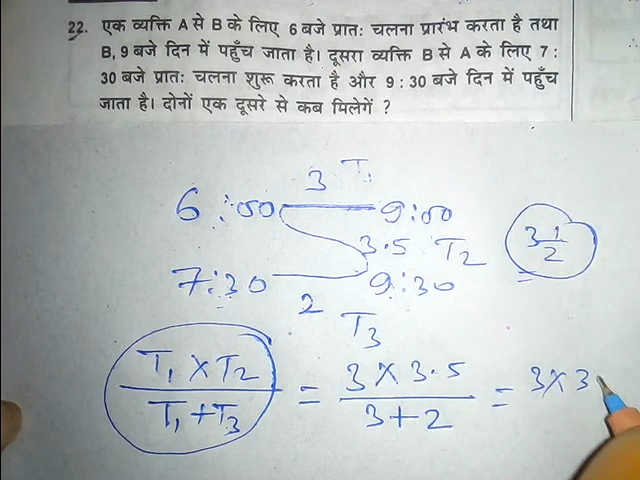 22. एक व्यक्ति A से B के लिए 6 बजे प्रातः चलना प्रारंभ करता है तथा
B, 9 बजे दिन में पहुँच जाता है। दूसरा व्यक्ति B से A के लिए 7 :
30 बजे प्रातः चलना शुरू करता है और 9 : 30 बजे दिन में पहुँच
जाता है। दोनों एक दूसरे से कब मिलेगें ?
3 T1
6:00 9:00
3.5 T2 3 1/2
7:30 9:30
2 T3
T1 × T2 / T1 + T3 = 3 × 3.5 / 3 + 2 = 3 × 3